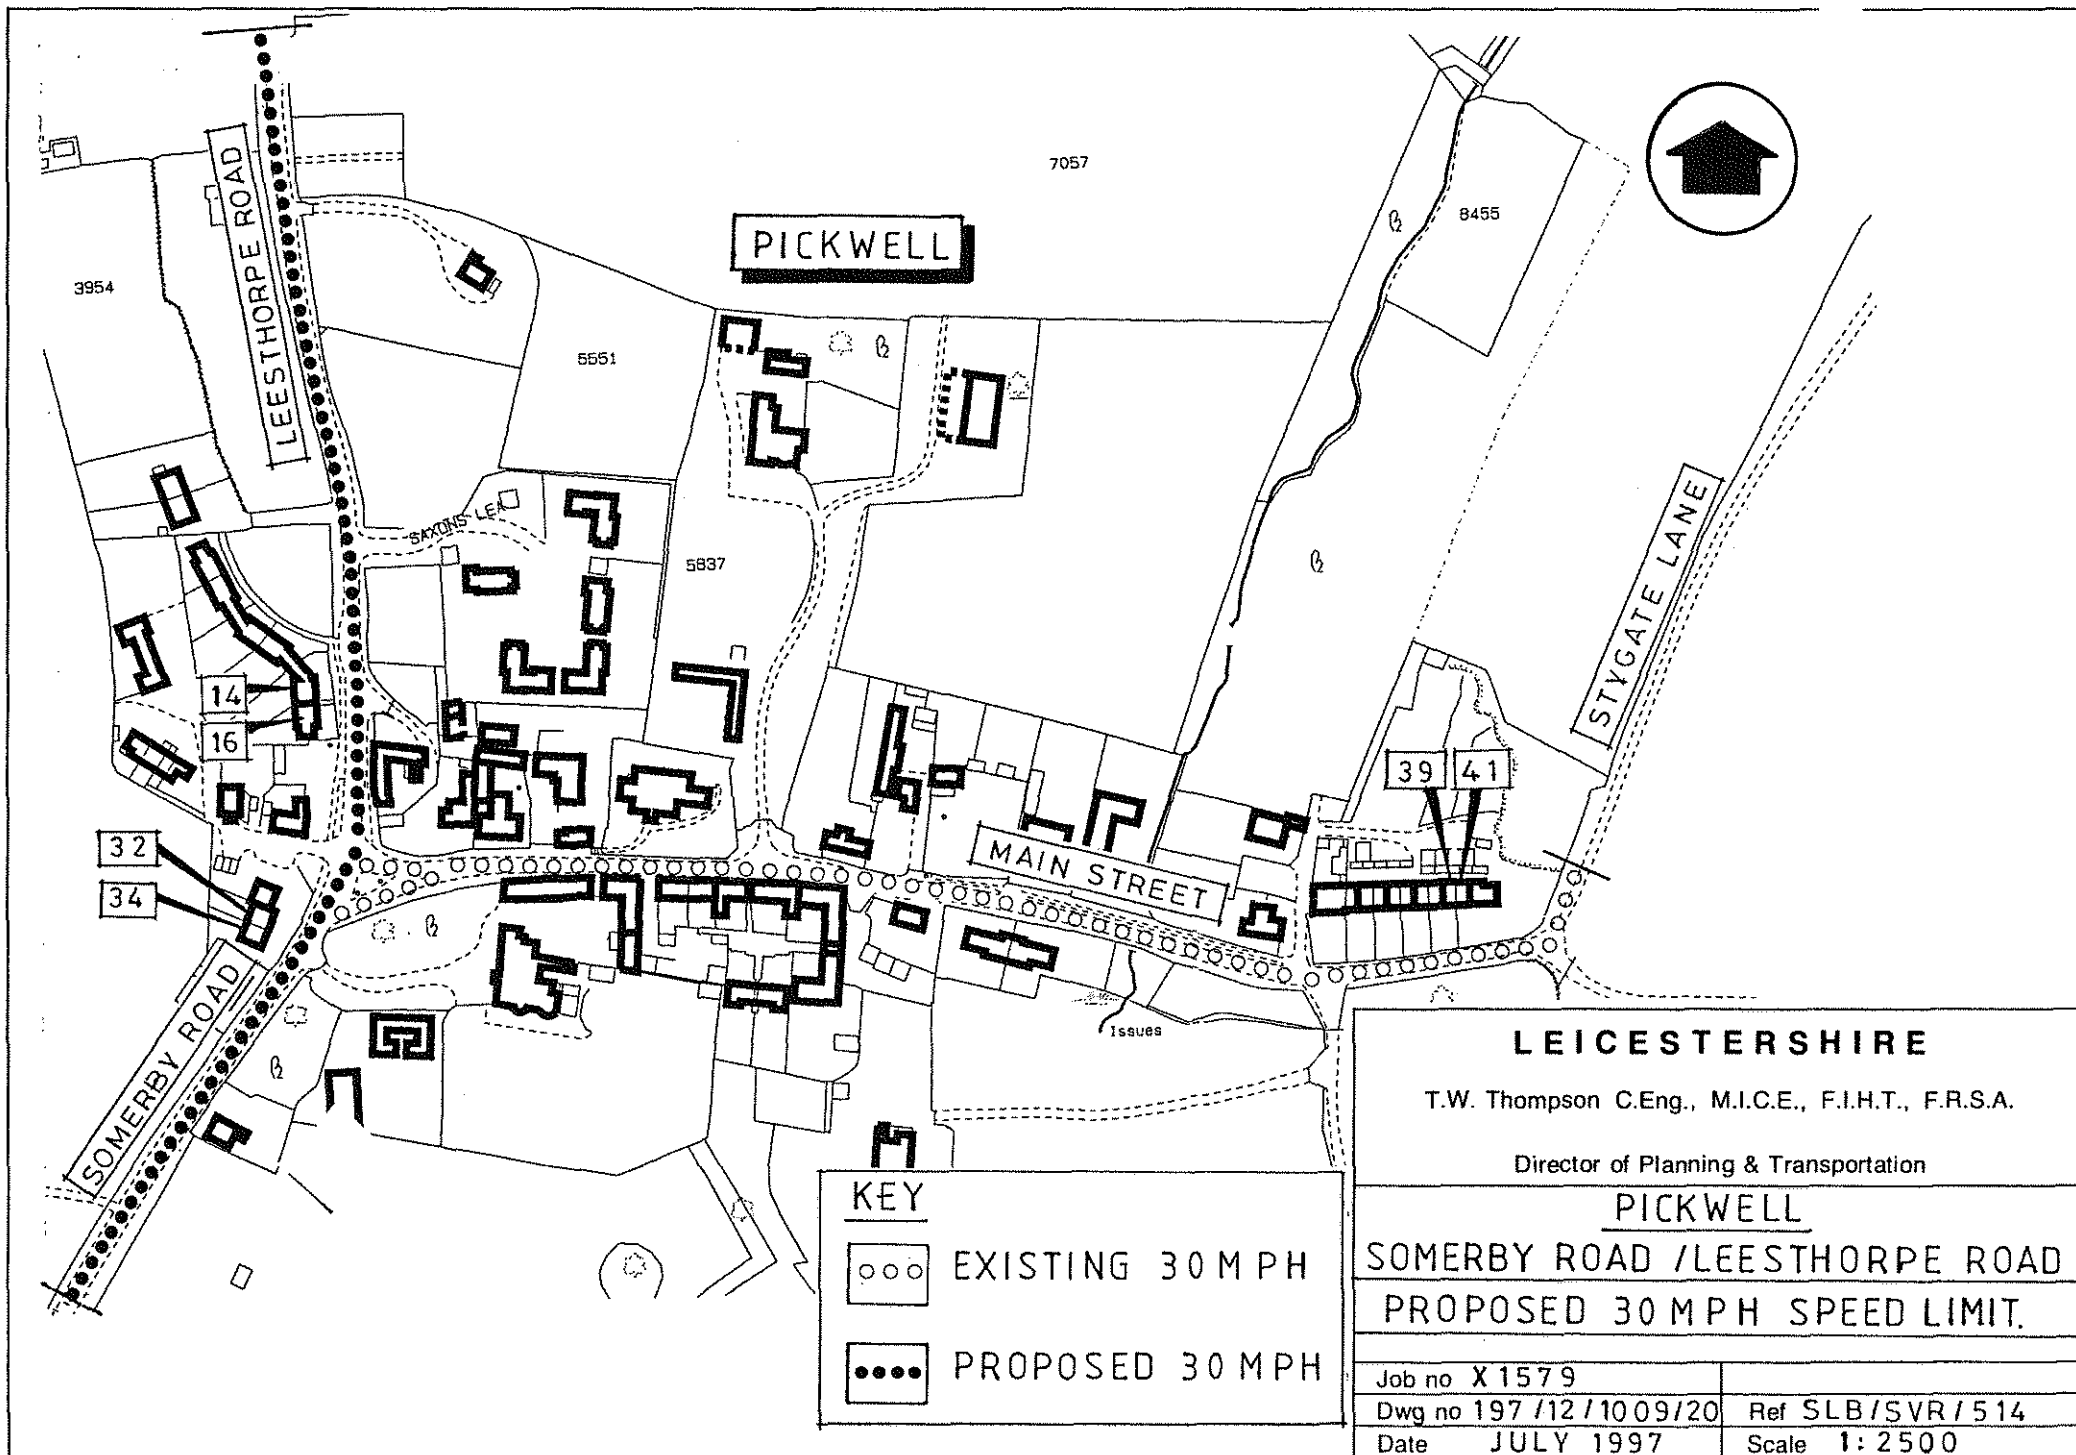 LEESTHORPE ROAD
7057
8455
PICKWELL
3954
5551
SAXONS LEA
5837
STYGATE LANE
14
16
39
41
32
34
MAIN STREET
SOMERBY ROAD
Issues
KEY
EXISTING 30 MPH
PROPOSED 30 MPH
LEICESTERSHIRE
T.W. Thompson C.Eng., M.I.C.E., F.I.H.T., F.R.S.A.
Director of Planning & Transportation
PICKWELL
SOMERBY ROAD /LEESTHORPE ROAD
PROPOSED 30 MPH SPEED LIMIT.
Job no X 1579
Dwg no 197 /12 / 1009/20 Ref SLB / SVR / 514
Date JULY 1997 Scale 1: 2500